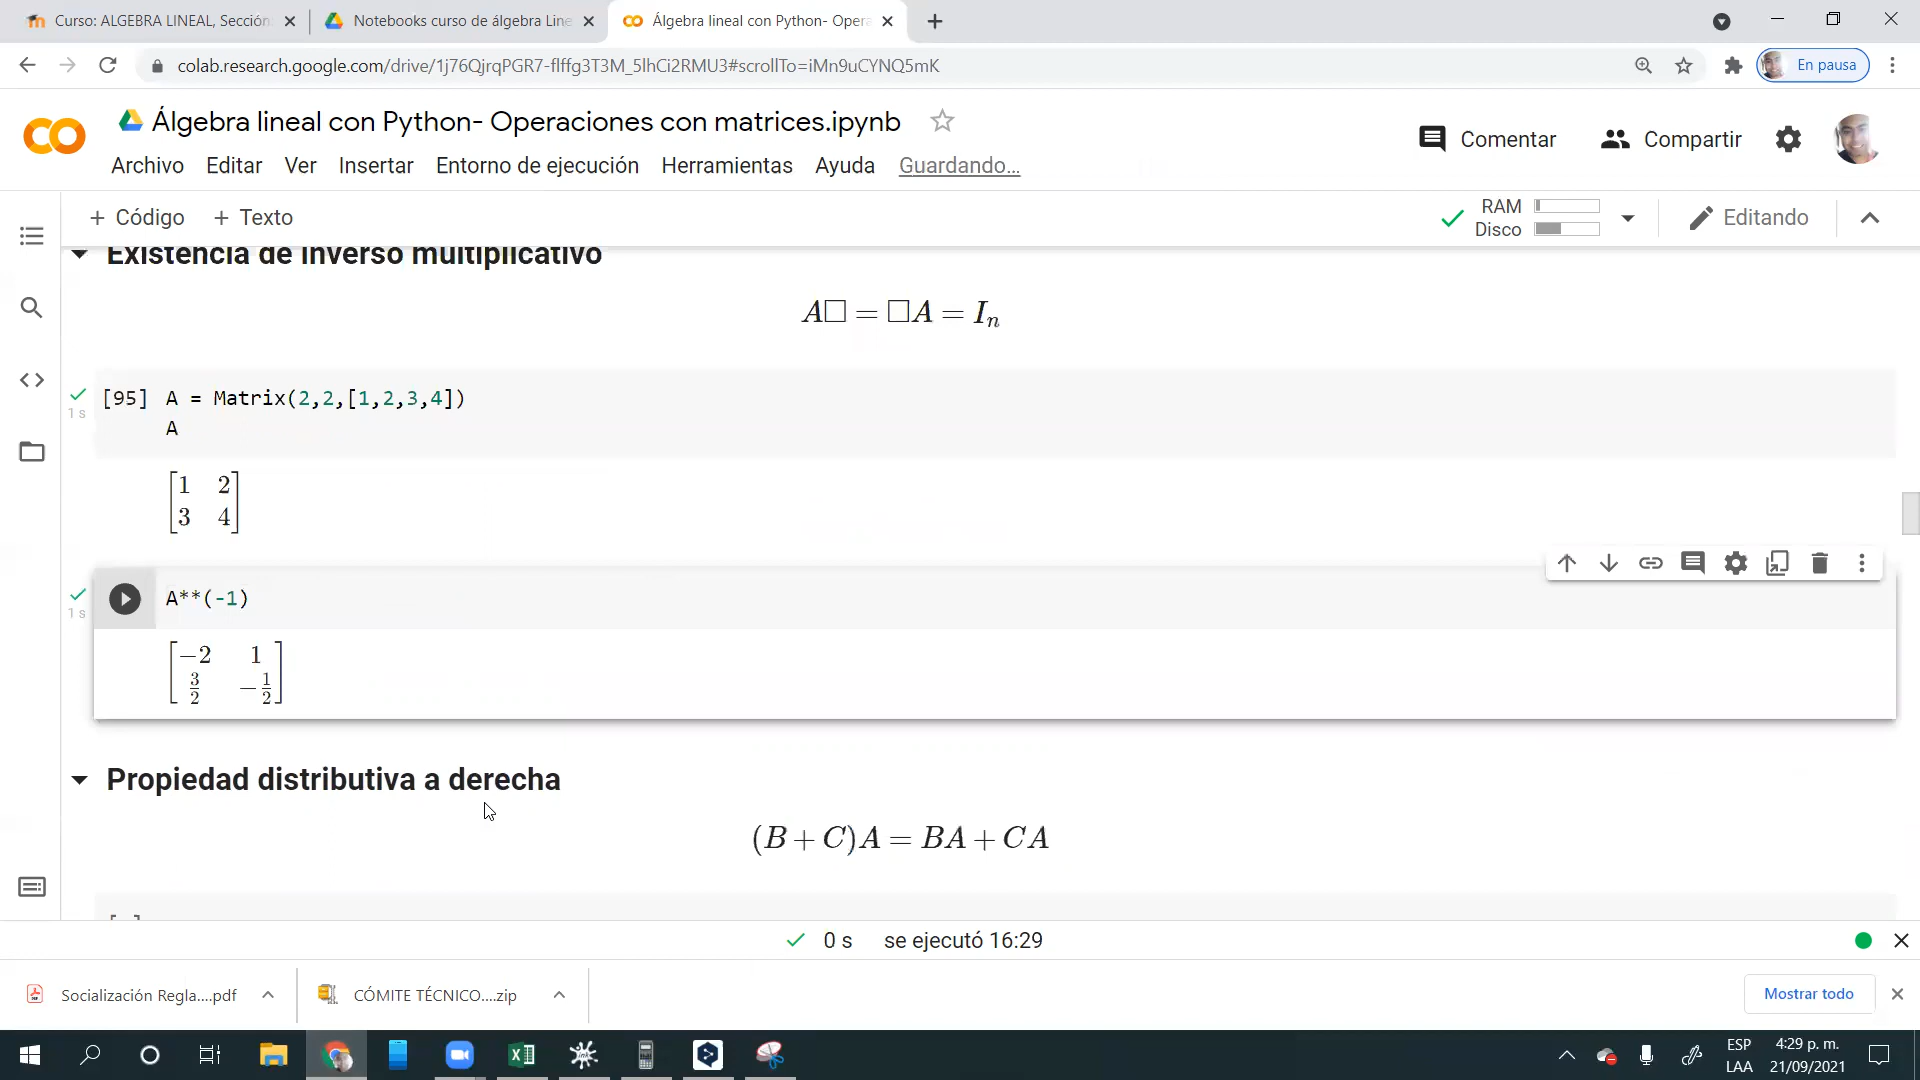 Curso: ALGEBRA LINEAL, Sección
Notebooks curso de álgebra Line
Álgebra lineal con Python- Opera
colab.research.google.com/drive/1j76QjrqPGR7-flffg3T3M_5lhCi2RMU3#scrollTo=iMn9uCYNQ5mK
En pausa
Álgebra lineal con Python- Operaciones con matrices.ipynb
Comentar
Compartir
Archivo Editar Ver Insertar Entorno de ejecución Herramientas Ayuda Guardando...
+ Código + Texto
RAM
Disco
Editando
Existencia de inverso multiplicativo
A□ = □A = Iₙ
[95] A = Matrix(2,2,[1,2,3,4])
1 s
A
1 2
3 4
A**(-1)
1 s
−2 1
3/2 −1/2
Propiedad distributiva a derecha
(B + C)A = BA + CA
0 s se ejecutó 16:29
Socialización Regla....pdf
CÓMITE TÉCNICO....zip
Mostrar todo
ESP
LAA
4:29 p. m.
21/09/2021